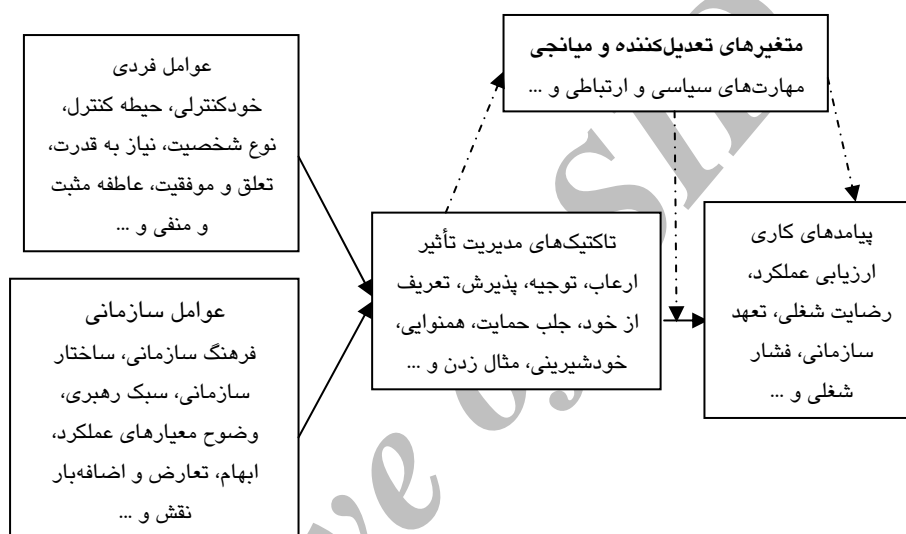 متغیرهای تعدیل‌کننده و میانجی
مهارت‌های سیاسی و ارتباطی و ...
عوامل فردی
خودکنترلی، حیطه کنترل،
نوع شخصیت، نیاز به قدرت،
تعلق و موفقیت، عاطفه مثبت
و منفی و ...
تاکتیک‌های مدیریت تأثیر
ارعاب، توجیه، پذیرش، تعریف
از خود، جلب حمایت، همنوایی،
خودشیرینی، مثال زدن و ...
پیامدهای کاری
ارزیابی عملکرد،
رضایت شغلی، تعهد
سازمانی، فشار
شغلی و ...
عوامل سازمانی
فرهنگ سازمانی، ساختار
سازمانی، سبک رهبری،
وضوح معیارهای عملکرد،
ابهام، تعارض و اضافه‌بار
نقش و ...
ive of SI